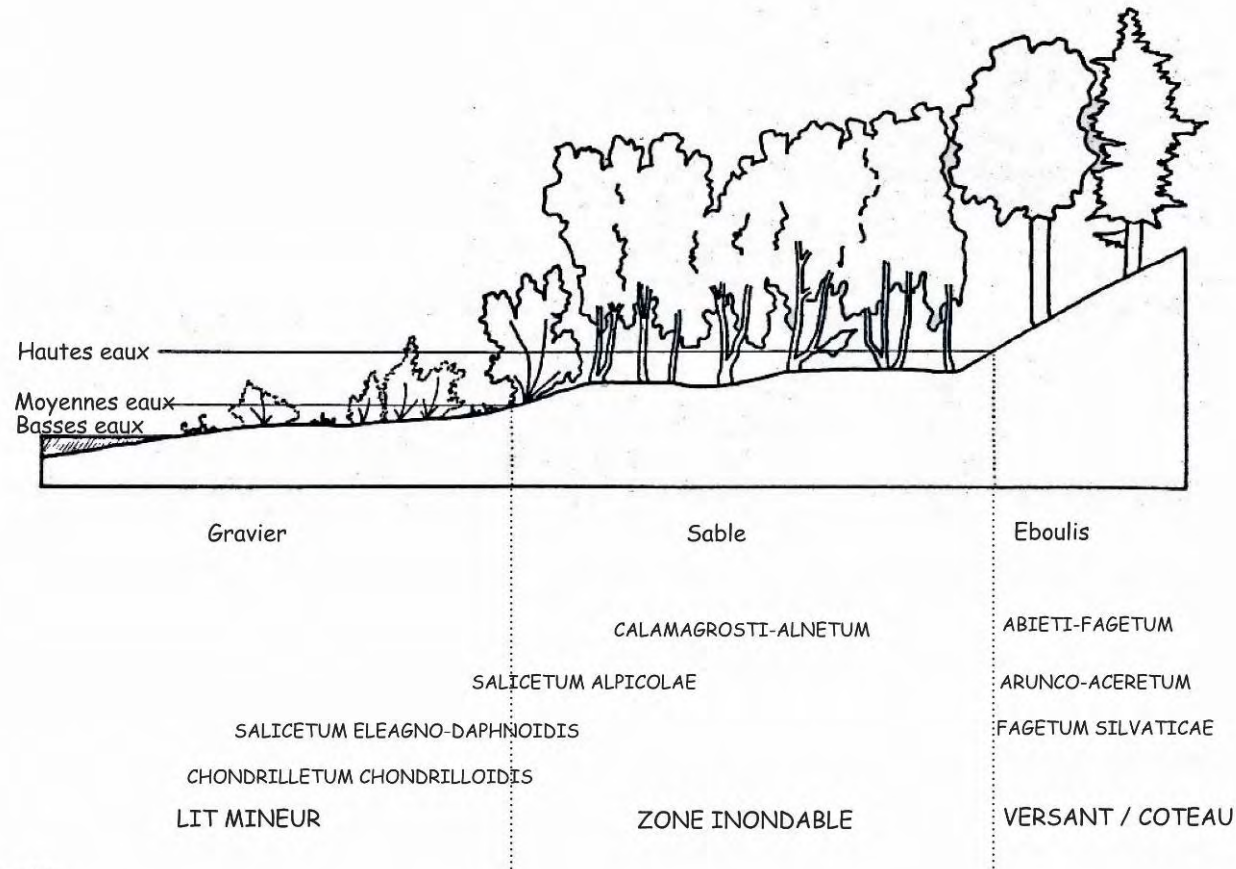 Hautes eaux
Moyennes eaux
Basses eaux
Gravier
Sable
Eboulis
CALAMAGROSTI-ALNETUM
ABIETI-FAGETUM
SALICETUM ALPICOLAE
ARUNCO-ACERETUM
SALICETUM ELEAGNO-DAPHNOIDIS
FAGETUM SILVATICAE
CHONDRILLETUM CHONDRILLOIDIS
LIT MINEUR
ZONE INONDABLE
VERSANT / COTEAU